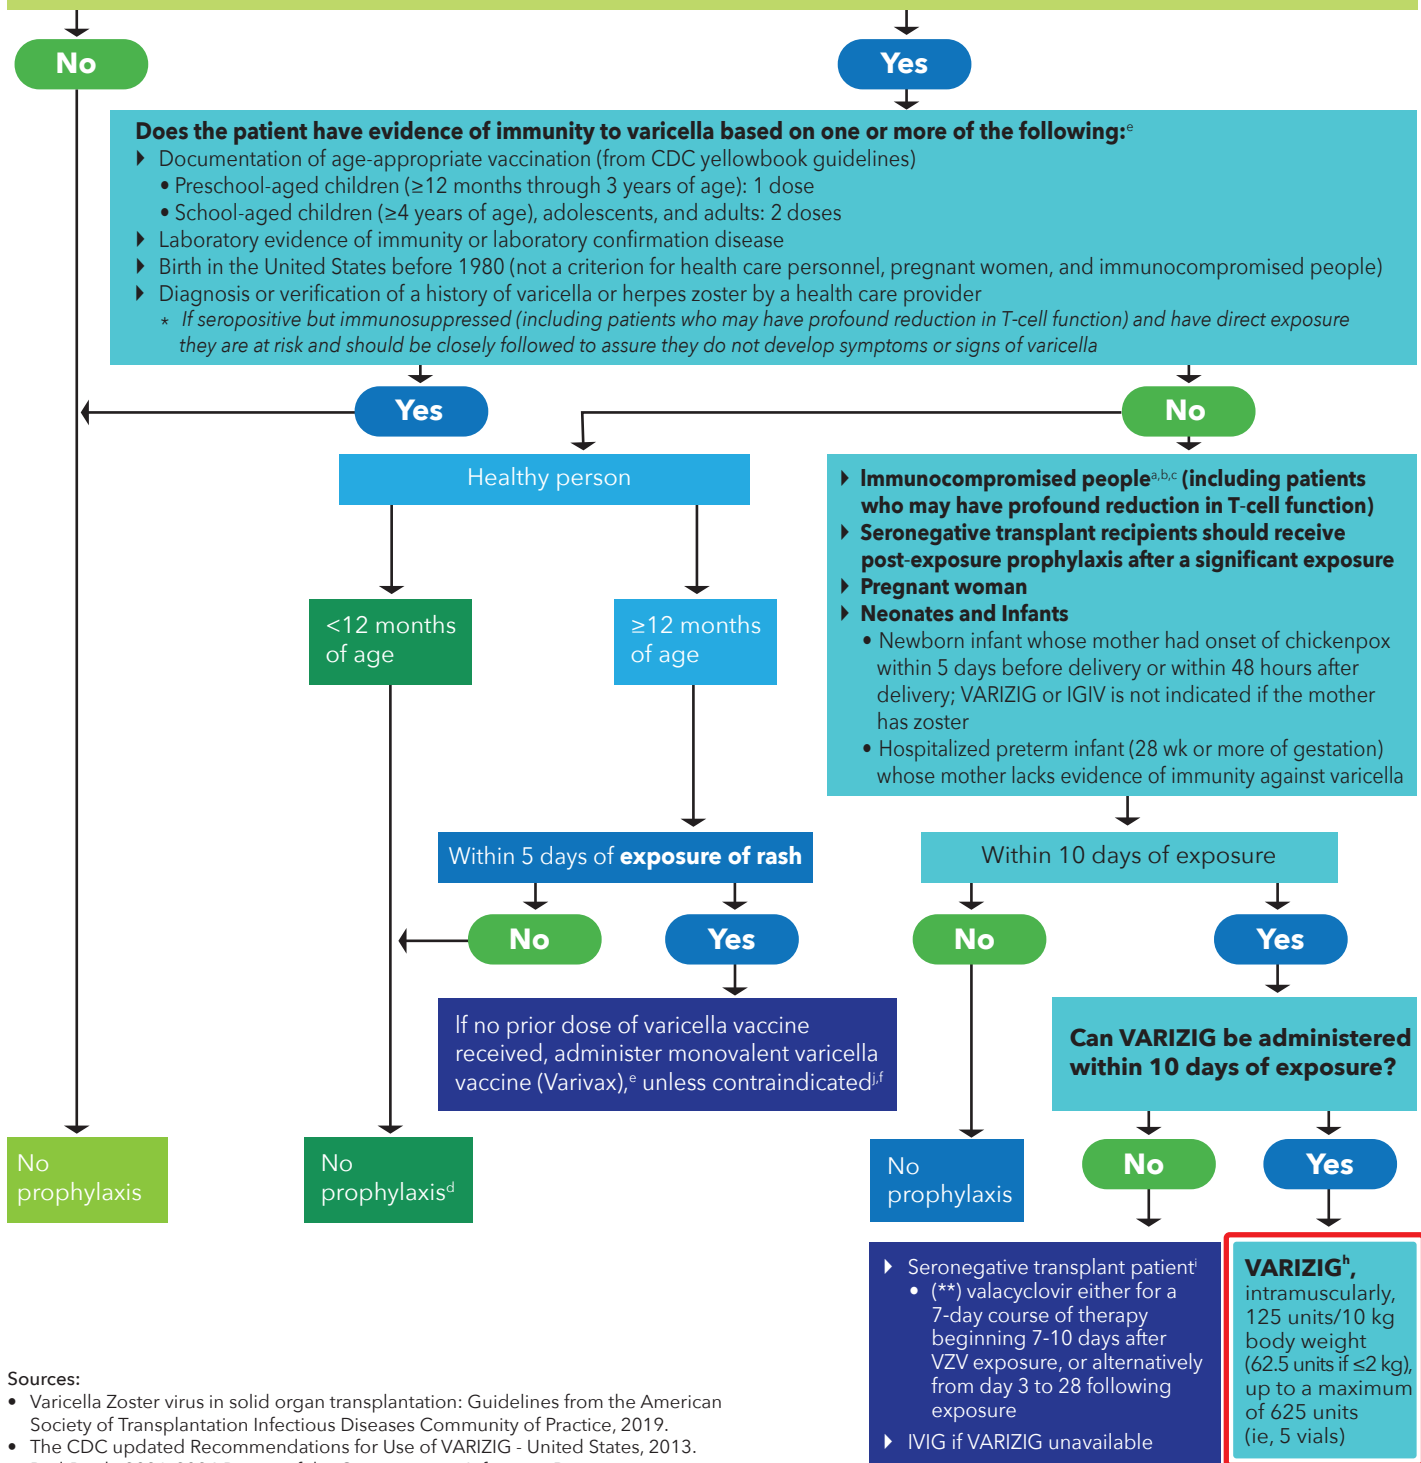 No
Yes
Does the patient have evidence of immunity to varicella based on one or more of the following:e
Documentation of age-appropriate vaccination (from CDC yellowbook guidelines)
• Preschool-aged children (≥12 months through 3 years of age): 1 dose
• School-aged children (≥4 years of age), adolescents, and adults: 2 doses
Laboratory evidence of immunity or laboratory confirmation disease
Birth in the United States before 1980 (not a criterion for health care personnel, pregnant women, and immunocompromised people)
Diagnosis or verification of a history of varicella or herpes zoster by a health care provider
* If seropositive but immunosuppressed (including patients who may have profound reduction in T-cell function) and have direct exposure
they are at risk and should be closely followed to assure they do not develop symptoms or signs of varicella
Yes
No
Healthy person
<12 months
of age
≥12 months
of age
Immunocompromised people a,b,c (including patients
who may have profound reduction in T-cell function)
Seronegative transplant recipients should receive
post-exposure prophylaxis after a significant exposure
Pregnant woman
Neonates and Infants
• Newborn infant whose mother had onset of chickenpox
within 5 days before delivery or within 48 hours after
delivery; VARIZIG or IGIV is not indicated if the mother
has zoster
• Hospitalized preterm infant (28 wk or more of gestation)
whose mother lacks evidence of immunity against varicella
Within 5 days of exposure of rash
Within 10 days of exposure
No
Yes
No
Yes
If no prior dose of varicella vaccine
received, administer monovalent varicella
vaccine (Varivax),e unless contraindicated j,f
Can VARIZIG be administered
within 10 days of exposure?
No
Yes
No
prophylaxis
No
prophylaxis d
No
prophylaxis
Seronegative transplant patient i
• (**) valacyclovir either for a
7-day course of therapy
beginning 7-10 days after
VZV exposure, or alternatively
from day 3 to 28 following
exposure
IVIG if VARIZIG unavailable
VARIZIG h,
intramuscularly,
125 units/10 kg
body weight
(62.5 units if ≤2 kg),
up to a maximum
of 625 units
(ie, 5 vials)
Sources:
• Varicella Zoster virus in solid organ transplantation: Guidelines from the American
Society of Transplantation Infectious Diseases Community of Practice, 2019.
• The CDC updated Recommendations for Use of VARIZIG - United States, 2013.